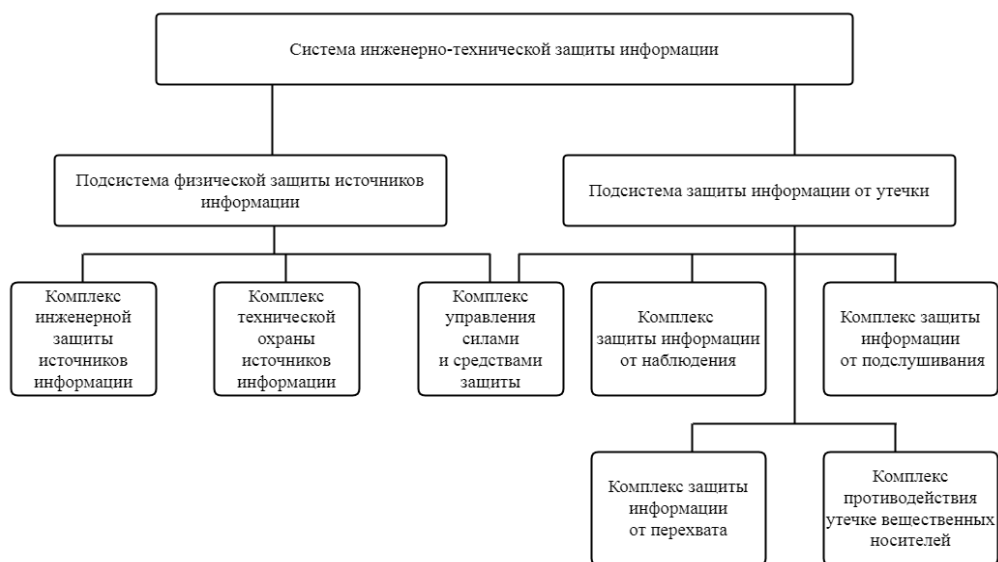 Система инженерно-технической защиты информации
Подсистема физической защиты источников
информации
Подсистема защиты информации от утечки
Комплекс
инженерной
защиты
источников
информации
Комплекс
технической
охраны
источников
информации
Комплекс
управления
силами
и средствами
защиты
Комплекс
защиты информации
от наблюдения
Комплекс защиты
информации
от подслушивания
Комплекс защиты
информации
от перехвата
Комплекс
противодействия
утечке вещественных
носителей